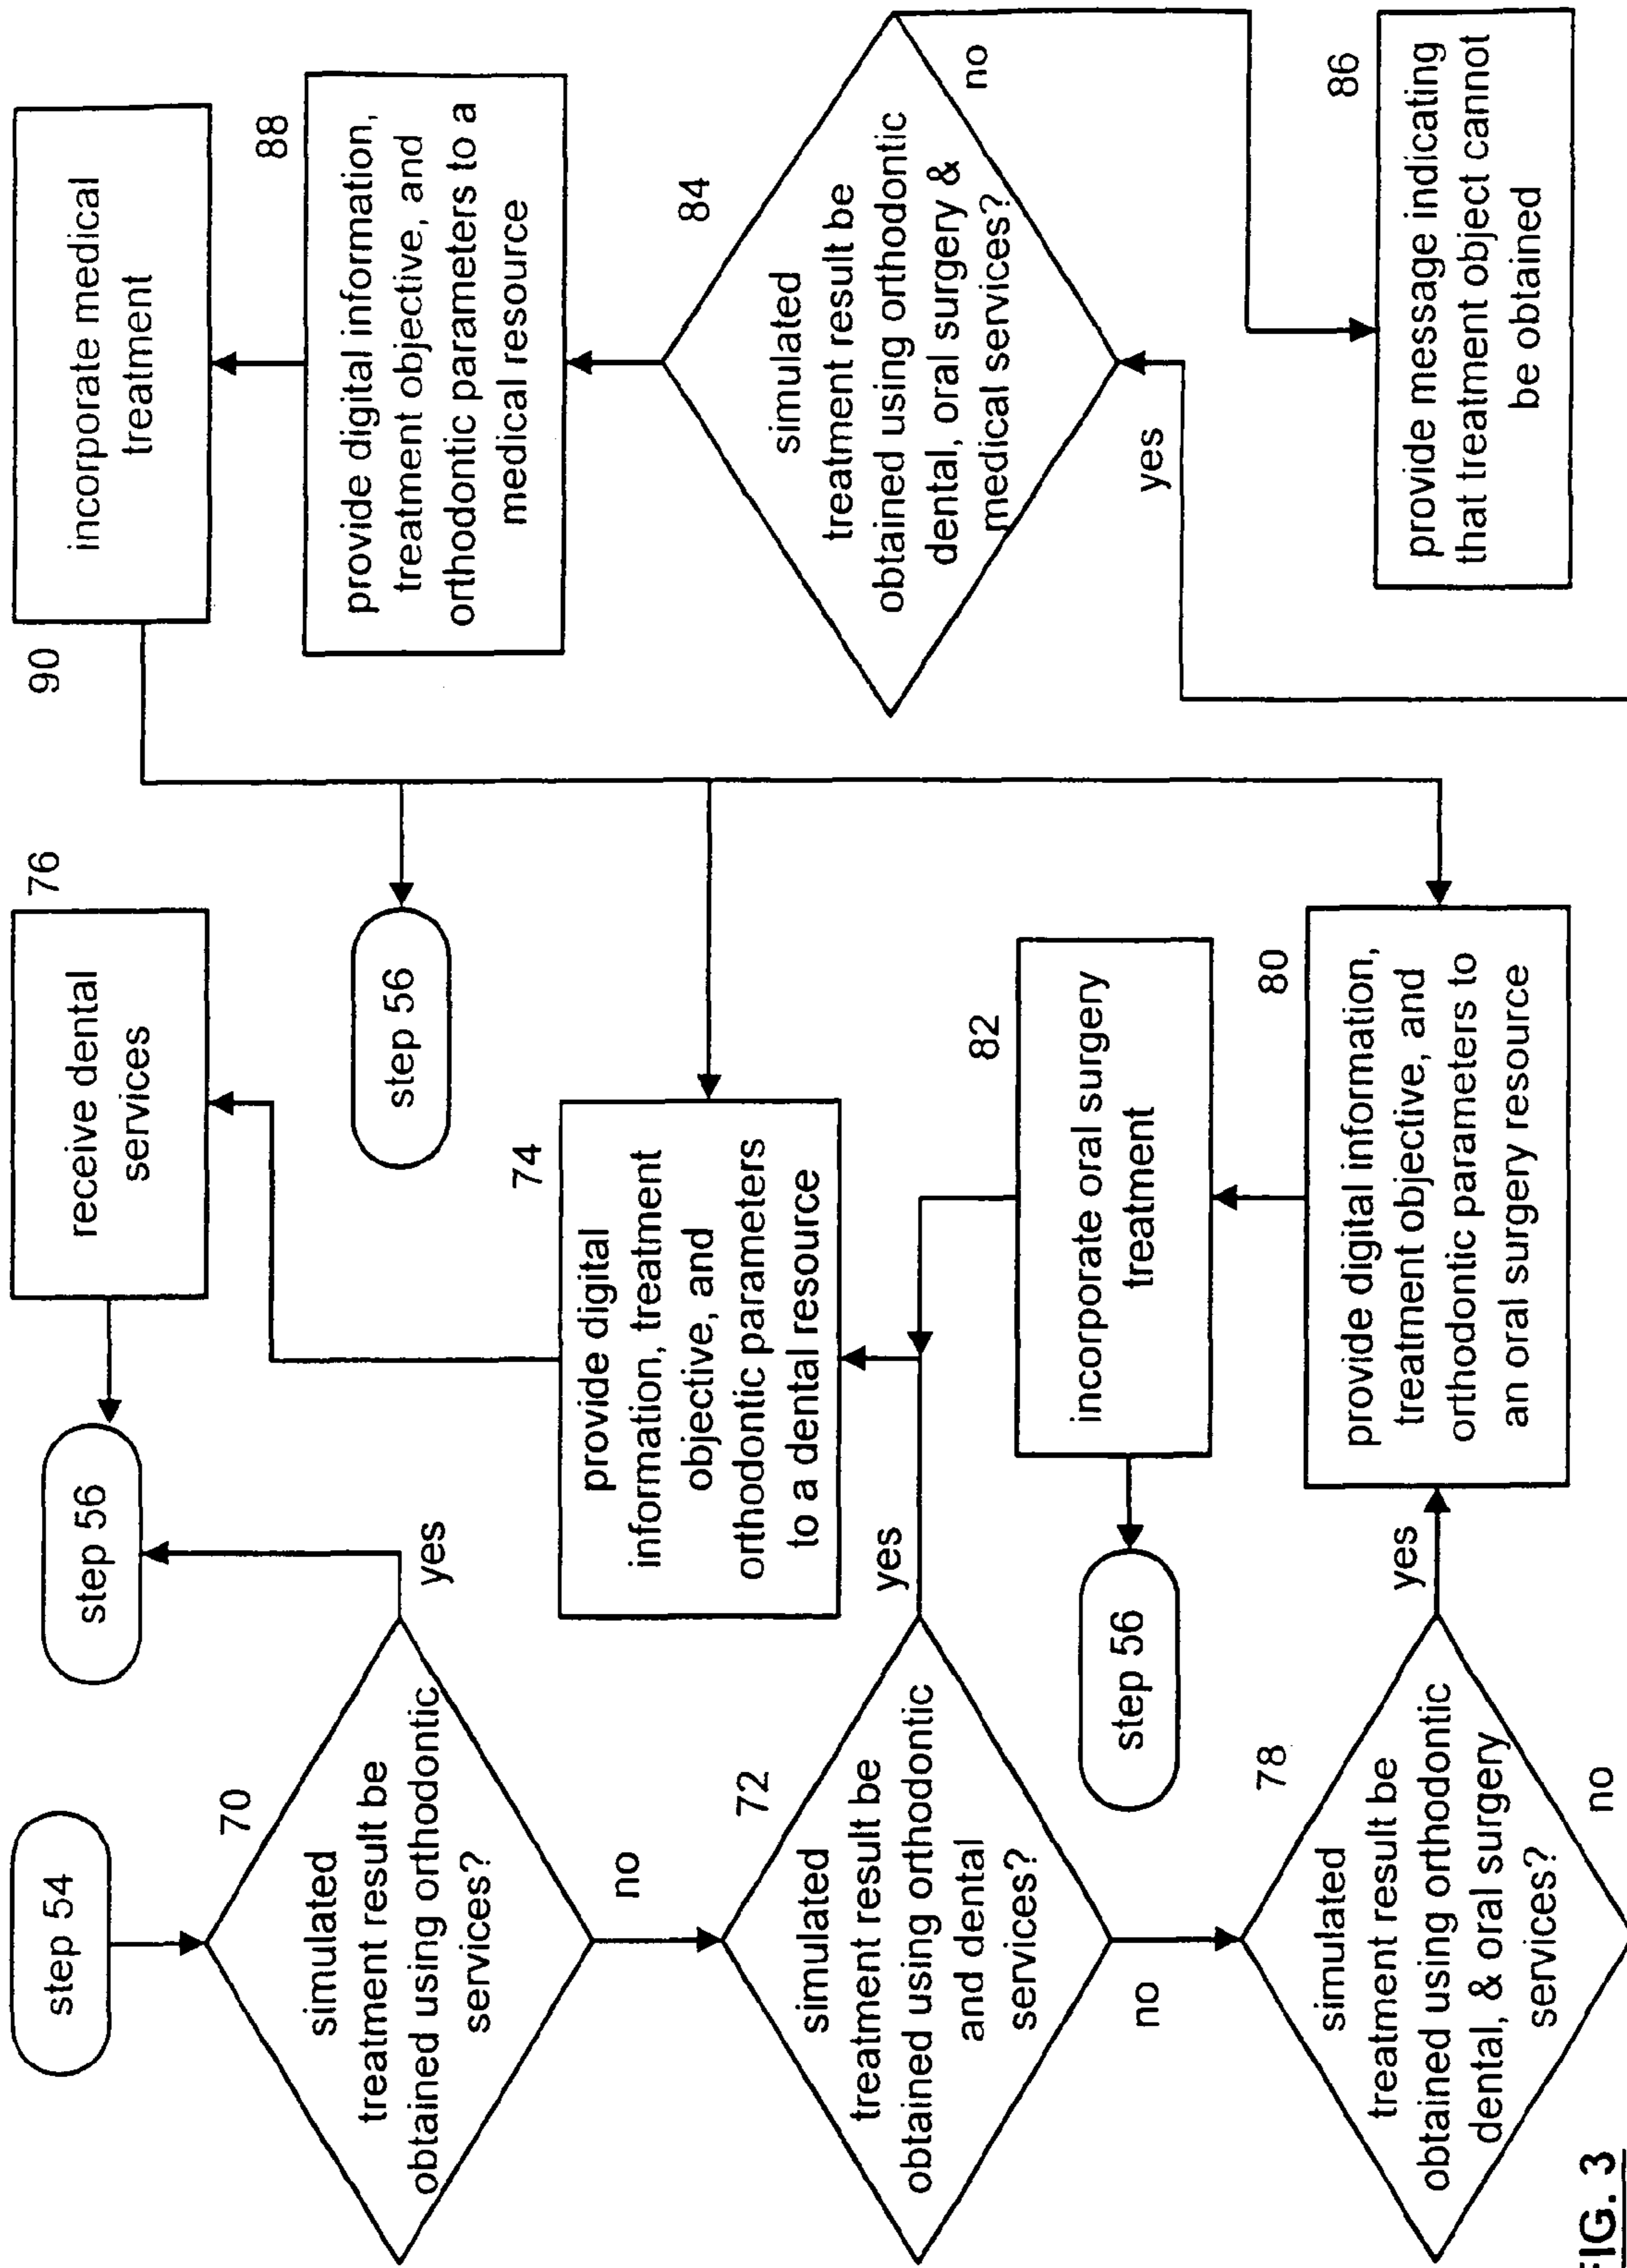 step 54
70
simulated
treatment result be
obtained using orthodontic
services?
yes
step 56
no
72
simulated
treatment result be
obtained using orthodontic
and dental
services?
yes
no
74
provide digital
information, treatment
objective, and
orthodontic parameters
to a dental resource
76
receive dental
services
78
simulated
treatment result be
obtained using orthodontic
dental, & oral surgery
services?
yes
no
80
provide digital information,
treatment objective, and
orthodontic parameters to
an oral surgery resource
82
incorporate oral surgery
treatment
step 56
step 56
84
simulated
treatment result be
obtained using orthodontic
dental, oral surgery &
medical services?
yes
no
86
provide message indicating
that treatment object cannot
be obtained
88
provide digital information,
treatment objective, and
orthodontic parameters to a
medical resource
90
incorporate medical
treatment
FIG. 3